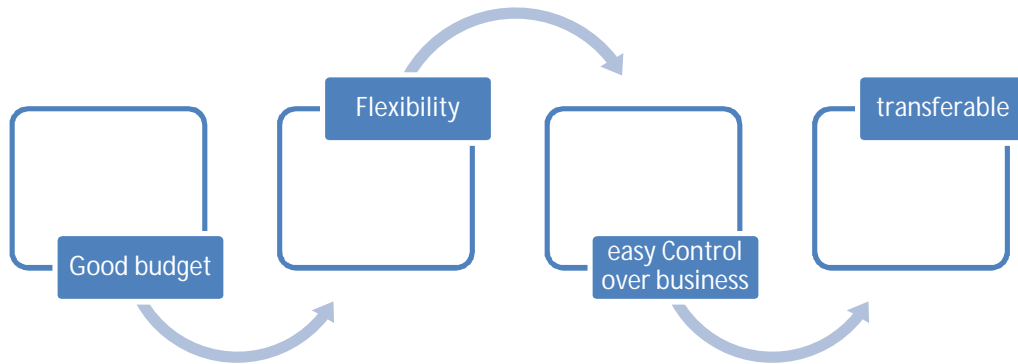 Good budget
Flexibility
easy Control
over business
transferable